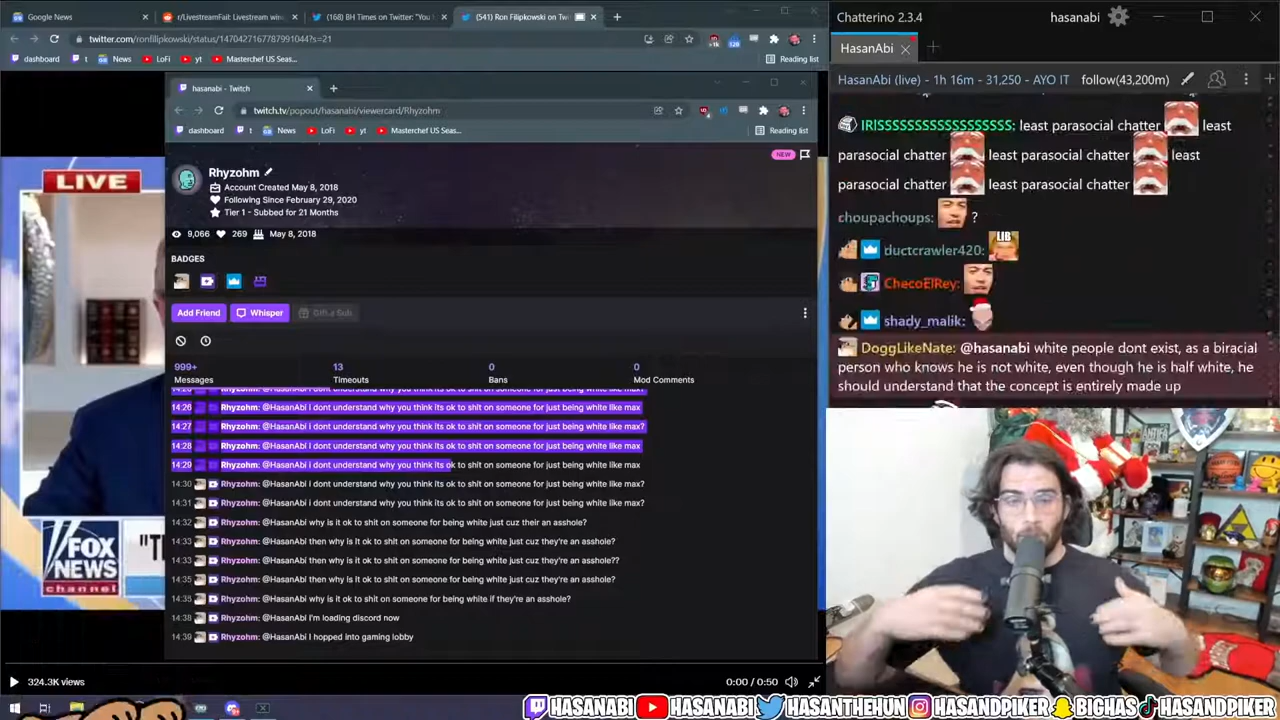 Google News
r/LivestreamFail: Livestream win
(168) BH Times on Twitter: "You
(541) Ron Filipkowski on Twi
twitter.com/ronfilipkowski/status/1470427167787991044?s=21
dashboard
t
News
LoFi
yt
Masterchef US Seas...
Reading list
hasanabi - Twitch
twitch.tv/popout/hasanabi/viewercard/Rhyzohm
dashboard
t
News
LoFi
yt
Masterchef US Seas...
Reading list
LIVE
NEW
Rhyzohm
Account Created May 8, 2018
Following Since February 29, 2020
Tier 1 - Subbed for 21 Months
9,066 269 May 8, 2018
BADGES
Add Friend
Whisper
Gift a Sub
999+ 13 0 0
Messages Timeouts Bans Mod Comments
14:26 Rhyzohm: @HasanAbi i dont understand why you think its ok to shit on someone for just being white like max
14:27 Rhyzohm: @HasanAbi i dont understand why you think its ok to shit on someone for just being white like max?
14:28 Rhyzohm: @HasanAbi i dont understand why you think its ok to shit on someone for just being white like max
14:29 Rhyzohm: @HasanAbi i dont understand why you think its ok to shit on someone for just being white like max
14:30 Rhyzohm: @HasanAbi i dont understand why you think its ok to shit on someone for just being white like max?
14:31 Rhyzohm: @HasanAbi i dont understand why you think its ok to shit on someone for just being white like max?
14:32 Rhyzohm: @HasanAbi why is it ok to shit on someone for being white just cuz their an asshole?
14:33 Rhyzohm: @HasanAbi then why is it ok to shit on someone for being white just cuz they're an asshole?
14:33 Rhyzohm: @HasanAbi then why is it ok to shit on someone for being white just cuz they're an asshole??
14:35 Rhyzohm: @HasanAbi then why is it ok to shit on someone for being white just cuz they're an asshole?
14:35 Rhyzohm: @HasanAbi why is it ok to shit on someone for being white if they're an asshole?
14:38 Rhyzohm: @HasanAbi I'm loading discord now
14:39 Rhyzohm: @HasanAbi I hopped into gaming lobby
FOX
NEWS
channel
324.3K views
0:00 / 0:50
Chatterino 2.3.4
hasanabi
HasanAbi
HasanAbi (live) - 1h 16m - 31,250 - AYO IT
follow(43,200m)
least parasocial chatter least
parasocial chatter least parasocial chatter least
parasocial chatter least parasocial chatter
choupachoups: ?
ductcrawler420: LIB
ChecoElRey:
shady_malik:
DoggLikeNate: @hasanabi white people dont exist, as a biracial
person who knows he is not white, even though he is half white, he
should understand that the concept is entirely made up
HASANABI HASANABI HASANTHEHUN HASANDPIKER BIGHAS HASANDPIKER